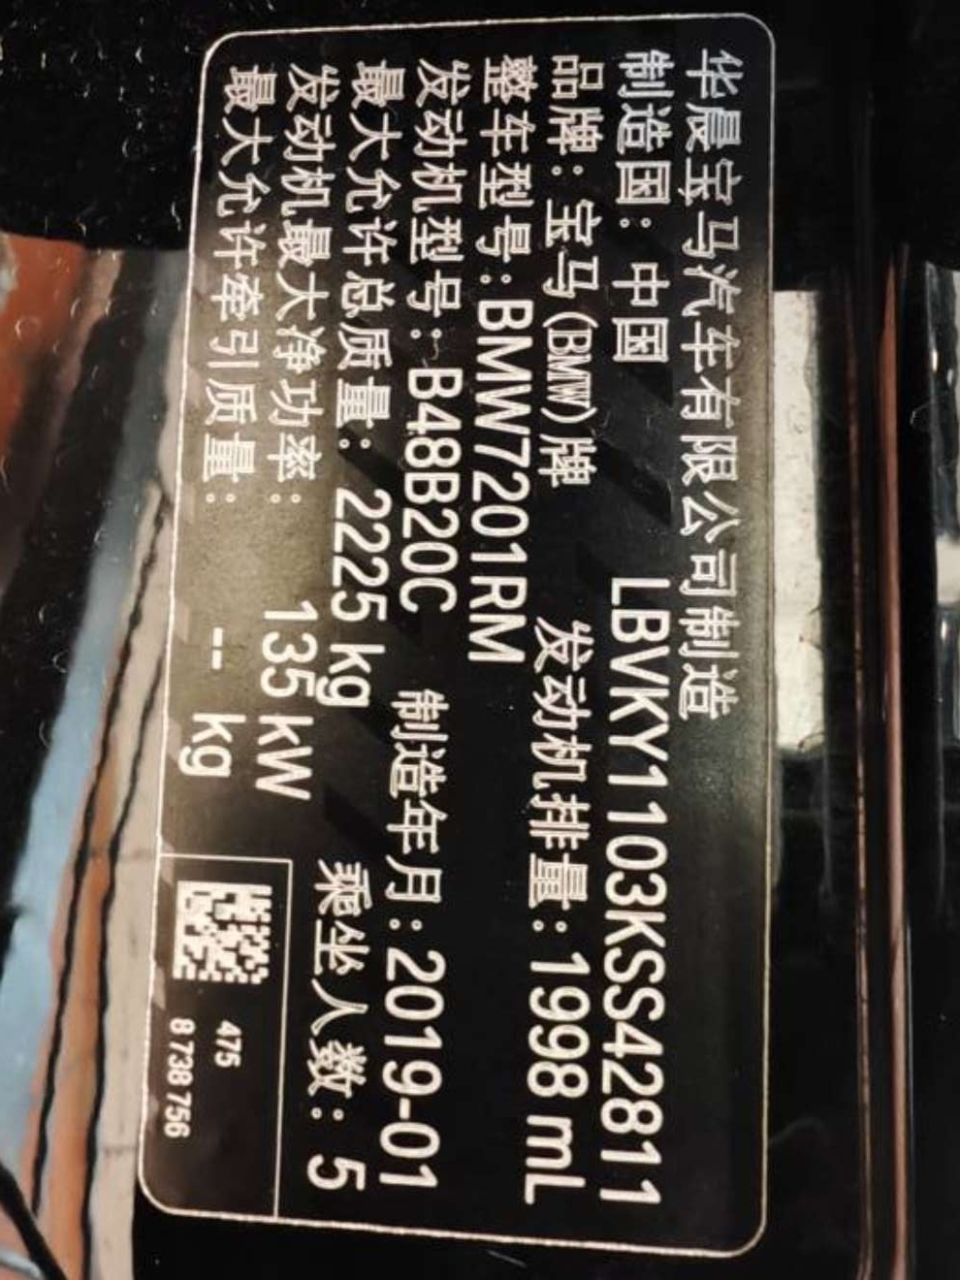 华晨宝马汽车有限公司制造
制造国：中国 LBVKY1103KSS42811
品牌：宝马(BMW)牌 发动机排量：1998 mL
整车型号：BMW7201RM
发动机型号：B48B20C 制造年月：2019-01
最大允许总质量：2225 kg 乘坐人数：5
发动机最大净功率：135 kW
最大允许牵引质量：-- kg
475
8 738 756